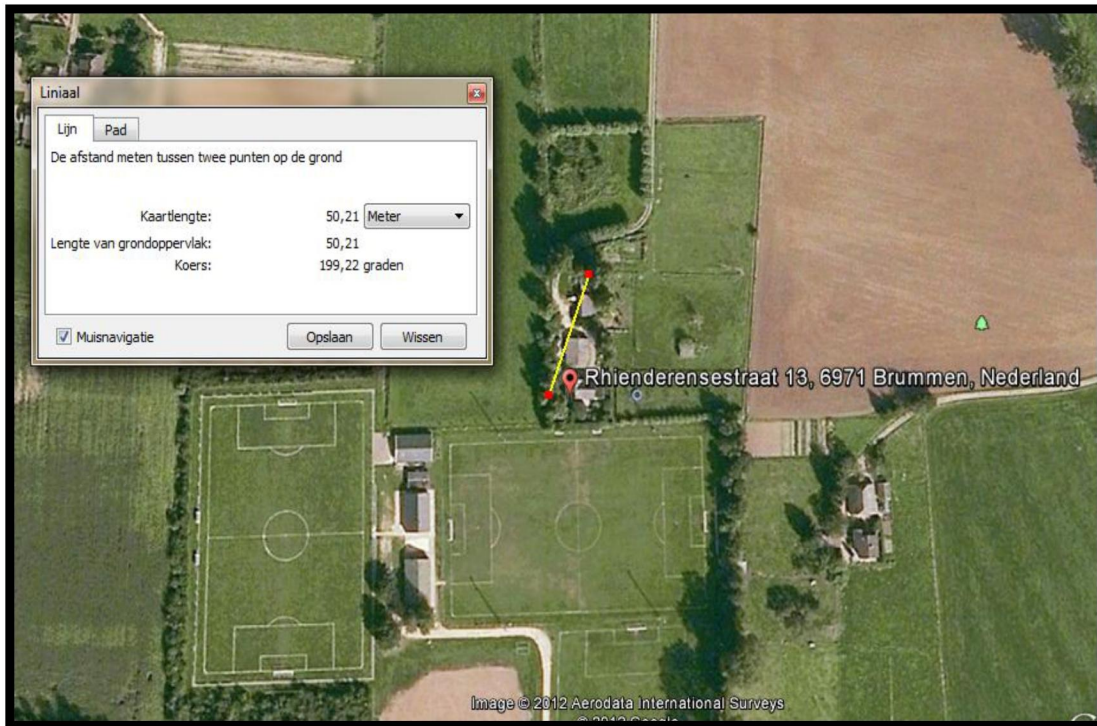 Liniaal
Lijn
Pad
De afstand meten tussen twee punten op de grond
Kaartlengte: 50,21 Meter
Lengte van grondoppervlak: 50,21
Koers: 199,22 graden
Muisnavigatie
Opslaan
Wissen
Rhienderensestraat 13, 6971 Brummen, Nederland
Image © 2012 Aerodata International Surveys
© 2012 Google